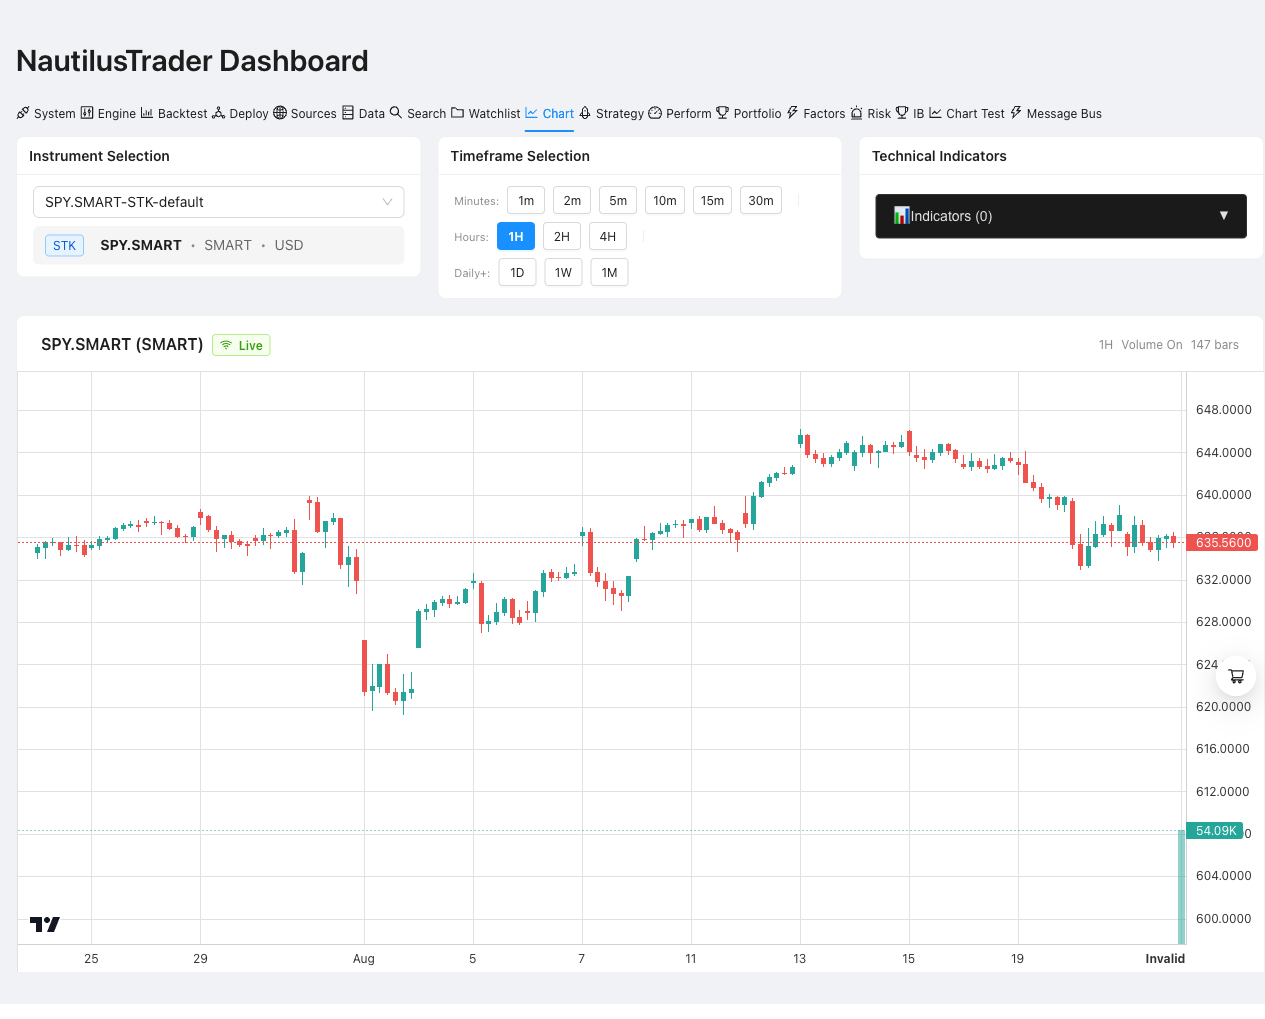 NautilusTrader Dashboard
System Engine Backtest Deploy Sources Data Search Watchlist Chart Strategy Perform Portfolio Factors Risk IB Chart Test Message Bus
Instrument Selection
SPY.SMART-STK-default
STK SPY.SMART • SMART • USD
Timeframe Selection
Minutes: 1m 2m 5m 10m 15m 30m
Hours: 1H 2H 4H
Daily+: 1D 1W 1M
Technical Indicators
Indicators (0) ▼
SPY.SMART (SMART) Live
1H Volume On 147 bars
648.0000
644.0000
640.0000
635.5600
632.0000
628.0000
624
620.0000
616.0000
612.0000
54.09K
604.0000
600.0000
25 29 Aug 5 7 11 13 15 19 Invalid